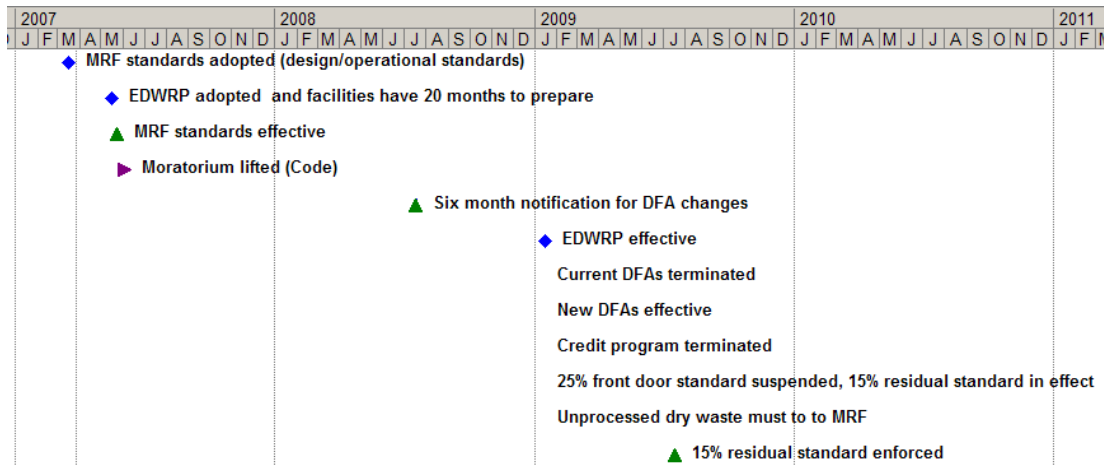 2007 2008 2009 2010 2011
J F M A M J J A S O N D J F M A M J J A S O N D J F M A M J J A S O N D J F M A M J J A S O N D J F M
MRF standards adopted (design/operational standards)
EDWRP adopted and facilities have 20 months to prepare
MRF standards effective
Moratorium lifted (Code)
Six month notification for DFA changes
EDWRP effective
Current DFAs terminated
New DFAs effective
Credit program terminated
25% front door standard suspended, 15% residual standard in effect
Unprocessed dry waste must to to MRF
15% residual standard enforced